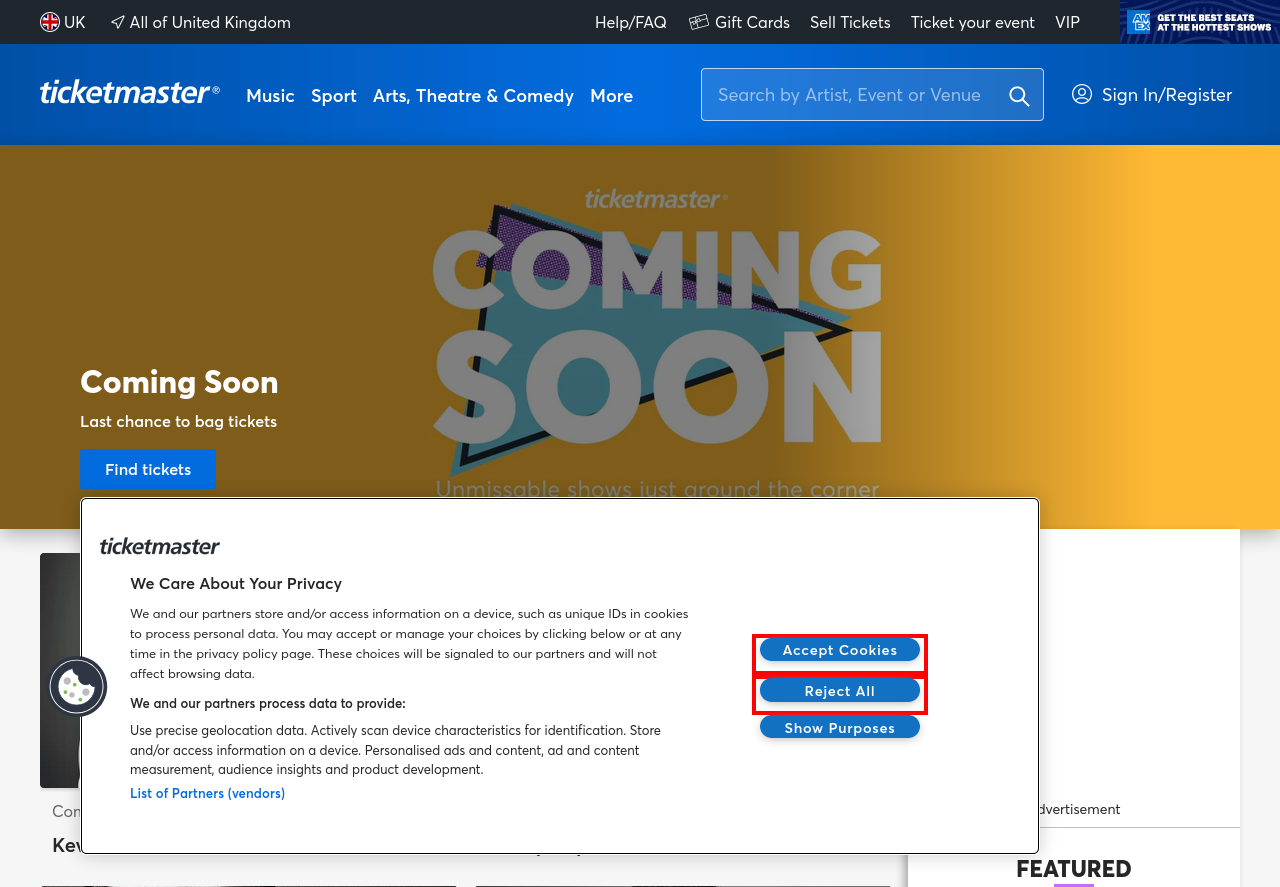 UK
All of United Kingdom
Help/FAQ
Gift Cards
Sell Tickets
Ticket your event
VIP
AMEX
GET THE BEST SEATS
AT THE HOTTEST SHOWS
ticketmaster®
Music
Sport
Arts, Theatre & Comedy
More
Search by Artist, Event or Venue
Sign In/Register
ticketmaster®
COMING
SOON
Unmissable shows just around the corner
Coming Soon
Last chance to bag tickets
Find tickets
ticketmaster
We Care About Your Privacy
We and our partners store and/or access information on a device, such as unique IDs in cookies
to process personal data. You may accept or manage your choices by clicking below or at any
time in the privacy policy page. These choices will be signaled to our partners and will not
affect browsing data.
We and our partners process data to provide:
Use precise geolocation data. Actively scan device characteristics for identification. Store
and/or access information on a device. Personalised ads and content, ad and content
measurement, audience insights and product development.
List of Partners (vendors)
Accept Cookies
Reject All
Show Purposes
dvertisement
FEATURED